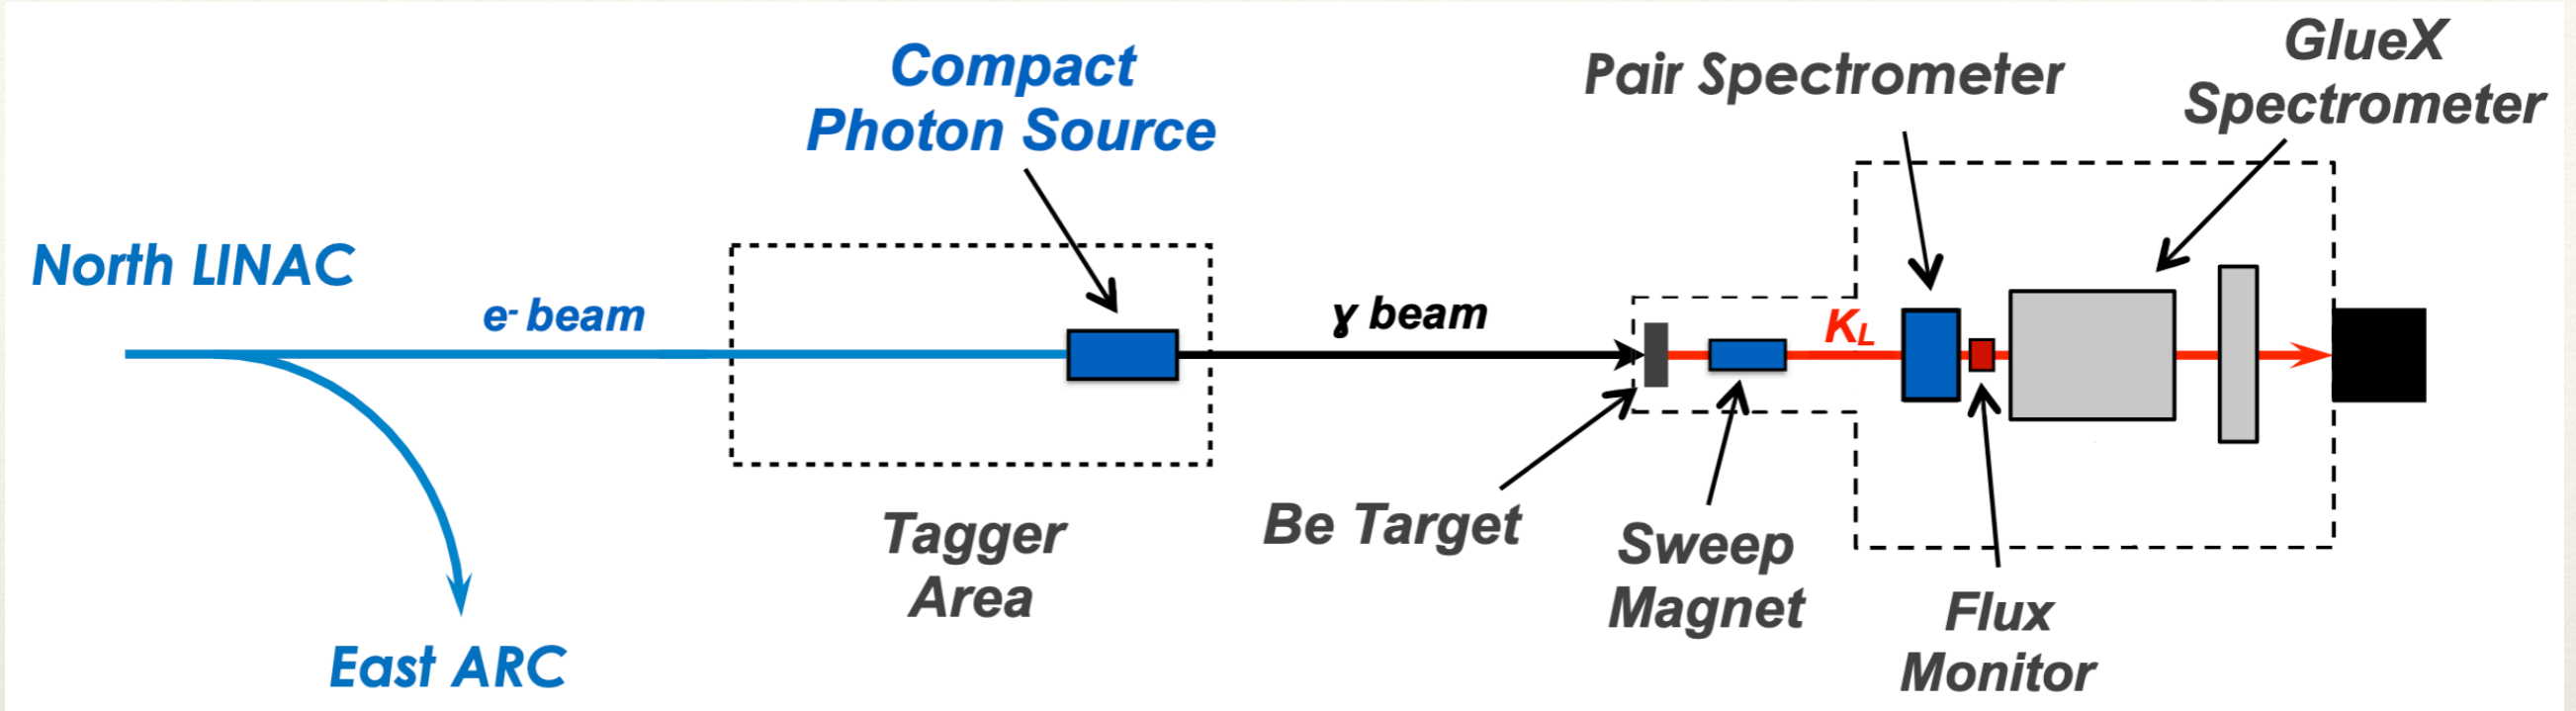 Compact
Photon Source
Pair Spectrometer
GlueX
Spectrometer
North LINAC
e- beam
ɣ beam
KL
Tagger
Area
Be Target
Sweep
Magnet
Flux
Monitor
East ARC